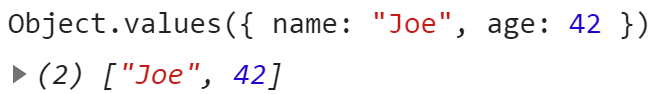 Object.values({ name: "Joe", age: 42 })
▶ (2) ["Joe", 42]